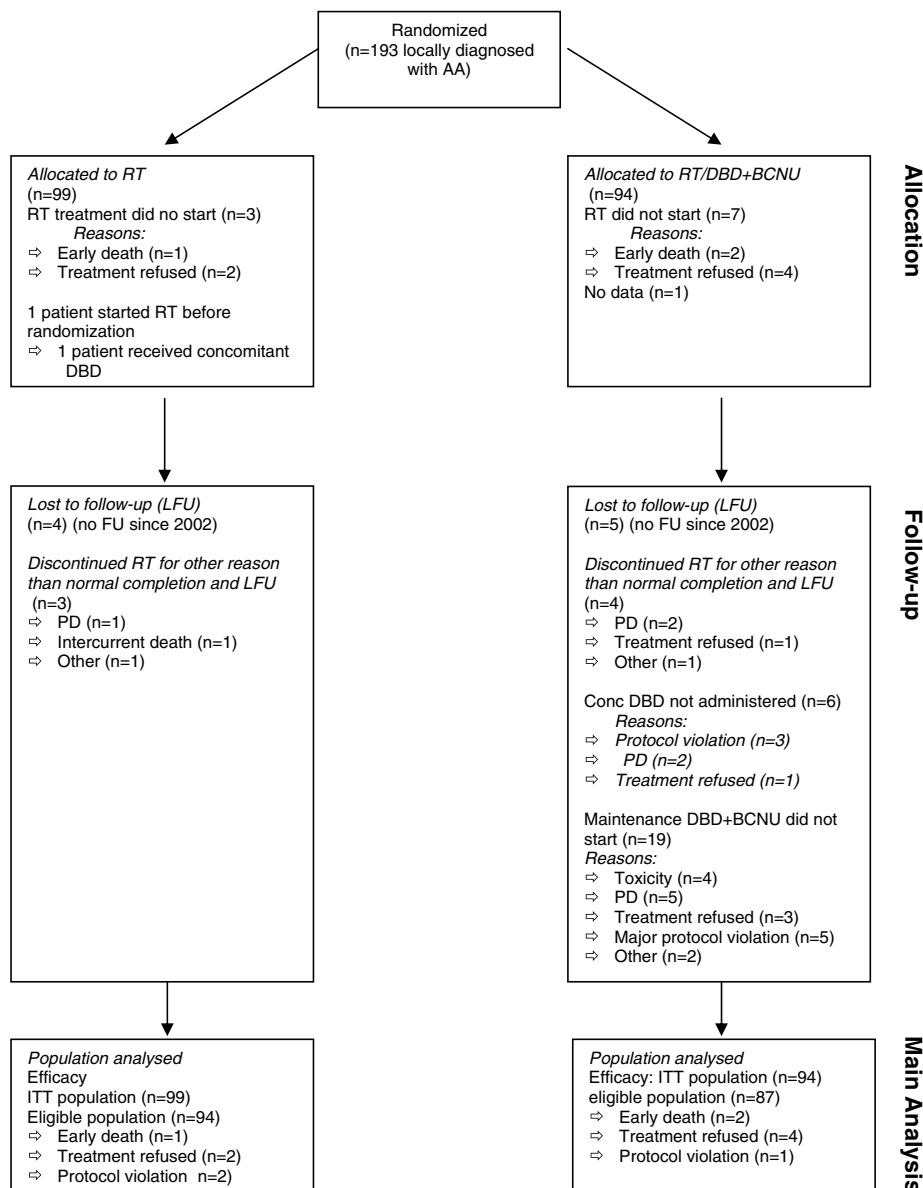 Randomized
(n=193 locally diagnosed
with AA)
Allocation
Allocated to RT
(n=99)
RT treatment did no start (n=3)
Reasons:
⇨ Early death (n=1)
⇨ Treatment refused (n=2)
1 patient started RT before
randomization
⇨ 1 patient received concomitant
DBD
Allocated to RT/DBD+BCNU
(n=94)
RT did not start (n=7)
Reasons:
⇨ Early death (n=2)
⇨ Treatment refused (n=4)
No data (n=1)
Follow-up
Lost to follow-up (LFU)
(n=4) (no FU since 2002)
Discontinued RT for other reason
than normal completion and LFU
(n=3)
⇨ PD (n=1)
⇨ Intercurrent death (n=1)
⇨ Other (n=1)
Lost to follow-up (LFU)
(n=5) (no FU since 2002)
Discontinued RT for other reason
than normal completion and LFU
(n=4)
⇨ PD (n=2)
⇨ Treatment refused (n=1)
⇨ Other (n=1)
Conc DBD not administered (n=6)
Reasons:
⇨ Protocol violation (n=3)
⇨ PD (n=2)
⇨ Treatment refused (n=1)
Maintenance DBD+BCNU did not
start (n=19)
Reasons:
⇨ Toxicity (n=4)
⇨ PD (n=5)
⇨ Treatment refused (n=3)
⇨ Major protocol violation (n=5)
⇨ Other (n=2)
Main Analysis
Population analysed
Efficacy
ITT population (n=99)
Eligible population (n=94)
⇨ Early death (n=1)
⇨ Treatment refused (n=2)
⇨ Protocol violation n=2)
Population analysed
Efficacy: ITT population (n=94)
eligible population (n=87)
⇨ Early death (n=2)
⇨ Treatment refused (n=4)
⇨ Protocol violation (n=1)